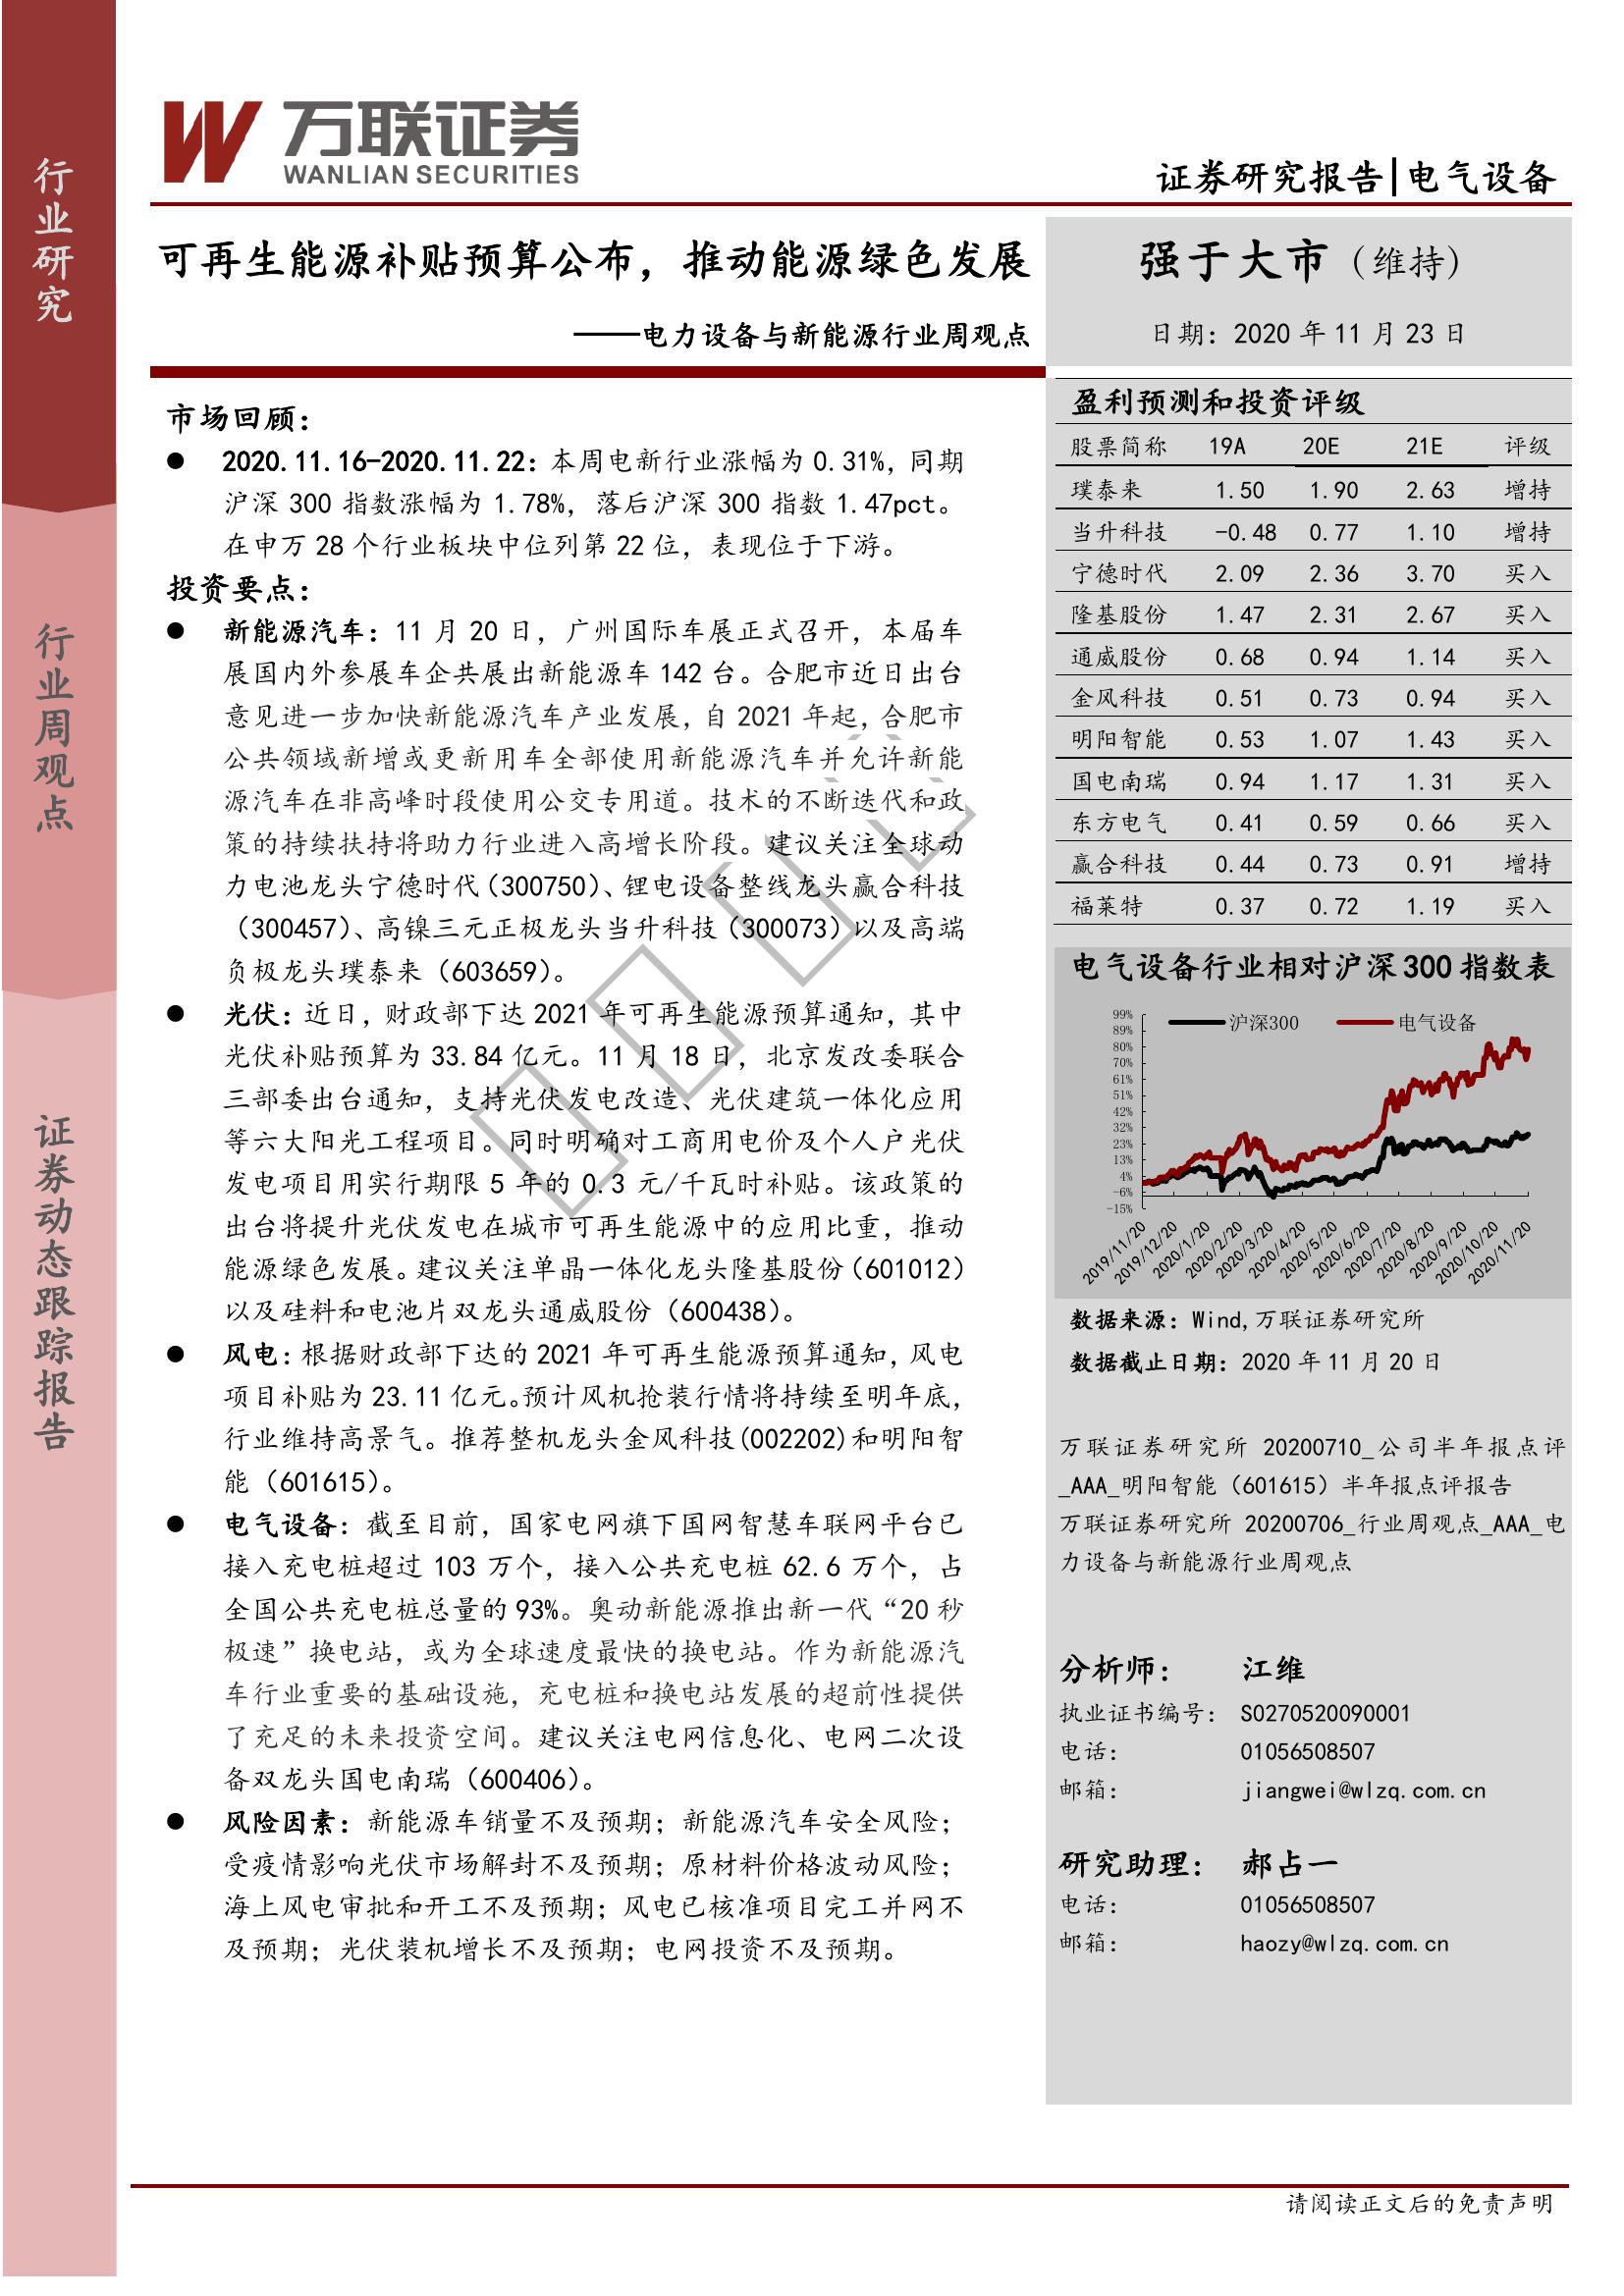 行业研究
行业周观点
证券动态跟踪报告
万联证券
WANLIAN SECURITIES
证券研究报告|电气设备
可再生能源补贴预算公布，推动能源绿色发展
——电力设备与新能源行业周观点
强于大市（维持）
日期：2020 年 11 月 23 日
市场回顾：
● 2020.11.16-2020.11.22：本周电新行业涨幅为 0.31%，同期
沪深 300 指数涨幅为 1.78%，落后沪深 300 指数 1.47pct。
在申万 28 个行业板块中位列第 22 位，表现位于下游。
投资要点：
● 新能源汽车：11 月 20 日，广州国际车展正式召开，本届车
展国内外参展车企共展出新能源车 142 台。合肥市近日出台
意见进一步加快新能源汽车产业发展，自 2021 年起，合肥市
公共领域新增或更新用车全部使用新能源汽车并允许新能
源汽车在非高峰时段使用公交专用道。技术的不断迭代和政
策的持续扶持将助力行业进入高增长阶段。建议关注全球动
力电池龙头宁德时代（300750）、锂电设备整线龙头赢合科技
（300457）、高镍三元正极龙头当升科技（300073）以及高端
负极龙头璞泰来（603659）。
● 光伏：近日，财政部下达 2021 年可再生能源预算通知，其中
光伏补贴预算为 33.84 亿元。11 月 18 日，北京发改委联合
三部委出台通知，支持光伏发电改造、光伏建筑一体化应用
等六大阳光工程项目。同时明确对工商用电价及个人户光伏
发电项目用实行期限 5 年的 0.3 元/千瓦时补贴。该政策的
出台将提升光伏发电在城市可再生能源中的应用比重，推动
能源绿色发展。建议关注单晶一体化龙头隆基股份（601012）
以及硅料和电池片双龙头通威股份（600438）。
● 风电：根据财政部下达的 2021 年可再生能源预算通知，风电
项目补贴为 23.11 亿元。预计风机抢装行情将持续至明年底，
行业维持高景气。推荐整机龙头金风科技(002202)和明阳智
能（601615）。
● 电气设备：截至目前，国家电网旗下国网智慧车联网平台已
接入充电桩超过 103 万个，接入公共充电桩 62.6 万个，占
全国公共充电桩总量的 93%。奥动新能源推出新一代“20 秒
极速”换电站，或为全球速度最快的换电站。作为新能源汽
车行业重要的基础设施，充电桩和换电站发展的超前性提供
了充足的未来投资空间。建议关注电网信息化、电网二次设
备双龙头国电南瑞（600406）。
● 风险因素：新能源车销量不及预期；新能源汽车安全风险；
受疫情影响光伏市场解封不及预期；原材料价格波动风险；
海上风电审批和开工不及预期；风电已核准项目完工并网不
及预期；光伏装机增长不及预期；电网投资不及预期。
盈利预测和投资评级
股票简称 19A 20E 21E 评级
璞泰来 1.50 1.90 2.63 增持
当升科技 -0.48 0.77 1.10 增持
宁德时代 2.09 2.36 3.70 买入
隆基股份 1.47 2.31 2.67 买入
通威股份 0.68 0.94 1.14 买入
金风科技 0.51 0.73 0.94 买入
明阳智能 0.53 1.07 1.43 买入
国电南瑞 0.94 1.17 1.31 买入
东方电气 0.41 0.59 0.66 买入
赢合科技 0.44 0.73 0.91 增持
福莱特 0.37 0.72 1.19 买入
电气设备行业相对沪深 300 指数表
沪深300 电气设备
99%
89%
80%
70%
61%
51%
42%
32%
23%
13%
4%
-6%
-15%
2019/11/20
2019/12/20
2020/1/20
2020/2/20
2020/3/20
2020/4/20
2020/5/20
2020/6/20
2020/7/20
2020/8/20
2020/9/20
2020/10/20
2020/11/20
数据来源：Wind,万联证券研究所
数据截止日期：2020 年 11 月 20 日
万联证券研究所 20200710_公司半年报点评
_AAA_明阳智能（601615）半年报点评报告
万联证券研究所 20200706_行业周观点_AAA_电
力设备与新能源行业周观点
分析师： 江维
执业证书编号： S0270520090001
电话： 01056508507
邮箱： jiangwei@wlzq.com.cn
研究助理： 郝占一
电话： 01056508507
邮箱： haozy@wlzq.com.cn
请阅读正文后的免责声明